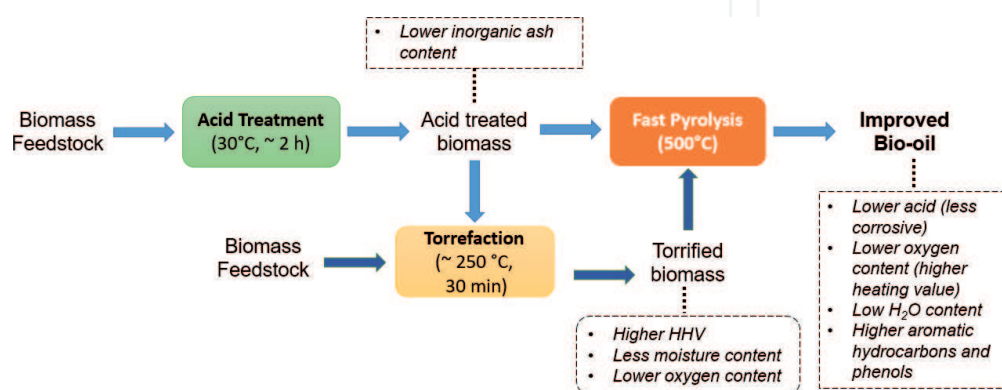 • Lower inorganic ash
content
Biomass
Feedstock
Acid Treatment
(30°C, ~ 2 h)
Acid treated
biomass
Fast Pyrolysis
(500°C)
Improved
Bio-oil
• Lower acid (less
corrosive)
• Lower oxygen
content (higher
heating value)
• Low H₂O content
• Higher aromatic
hydrocarbons and
phenols
Biomass
Feedstock
Torrefaction
(~ 250 °C,
30 min)
Torrified
biomass
• Higher HHV
• Less moisture content
• Lower oxygen content